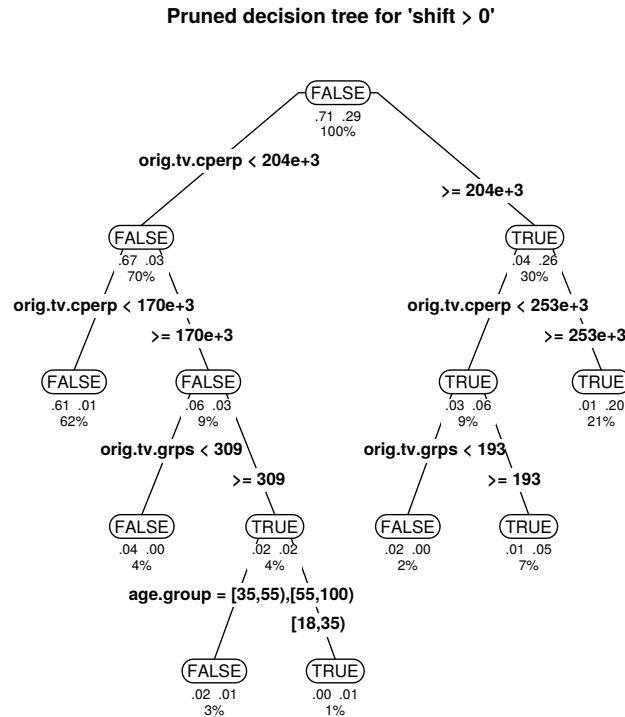 Pruned decision tree for 'shift > 0'
FALSE
.71 .29
100%
orig.tv.cperp < 204e+3
>= 204e+3
FALSE
.67 .03
70%
TRUE
.04 .26
30%
orig.tv.cperp < 170e+3
>= 170e+3
orig.tv.cperp < 253e+3
>= 253e+3
FALSE
.61 .01
62%
FALSE
.06 .03
9%
TRUE
.03 .06
9%
TRUE
.01 .20
21%
orig.tv.grps < 309
>= 309
orig.tv.grps < 193
>= 193
FALSE
.04 .00
4%
TRUE
.02 .02
4%
FALSE
.02 .00
2%
TRUE
.01 .05
7%
age.group = [35,55),[55,100)
[18,35)
FALSE
.02 .01
3%
TRUE
.00 .01
1%